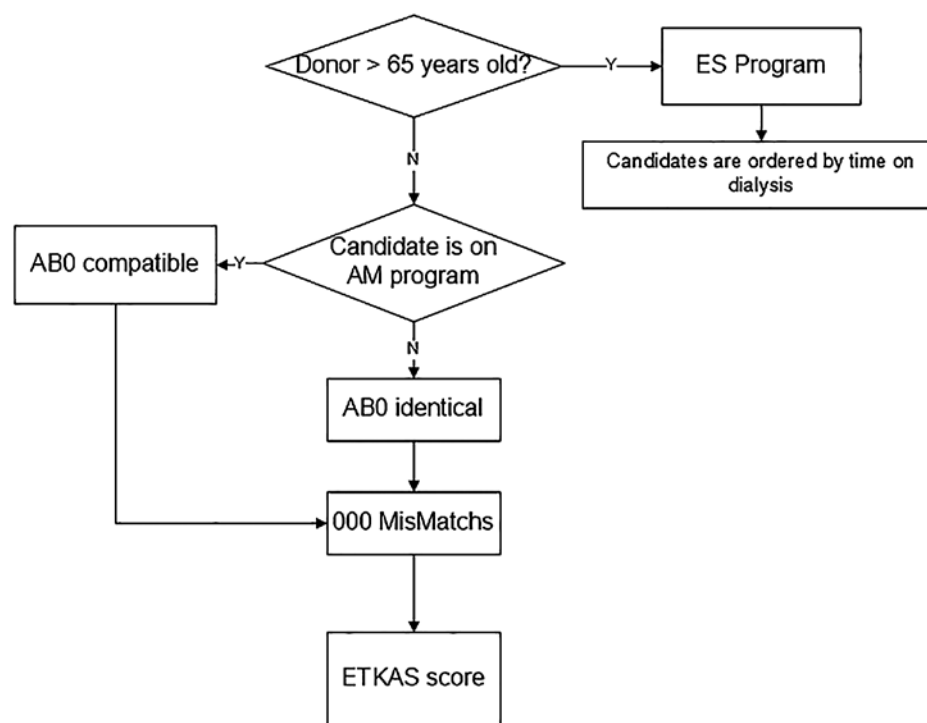 Donor > 65 years old?
Y
ES Program
Candidates are ordered by time on
dialysis
N
Candidate is on
AM program
Y
AB0 compatible
N
AB0 identical
000 MisMatchs
ETKAS score